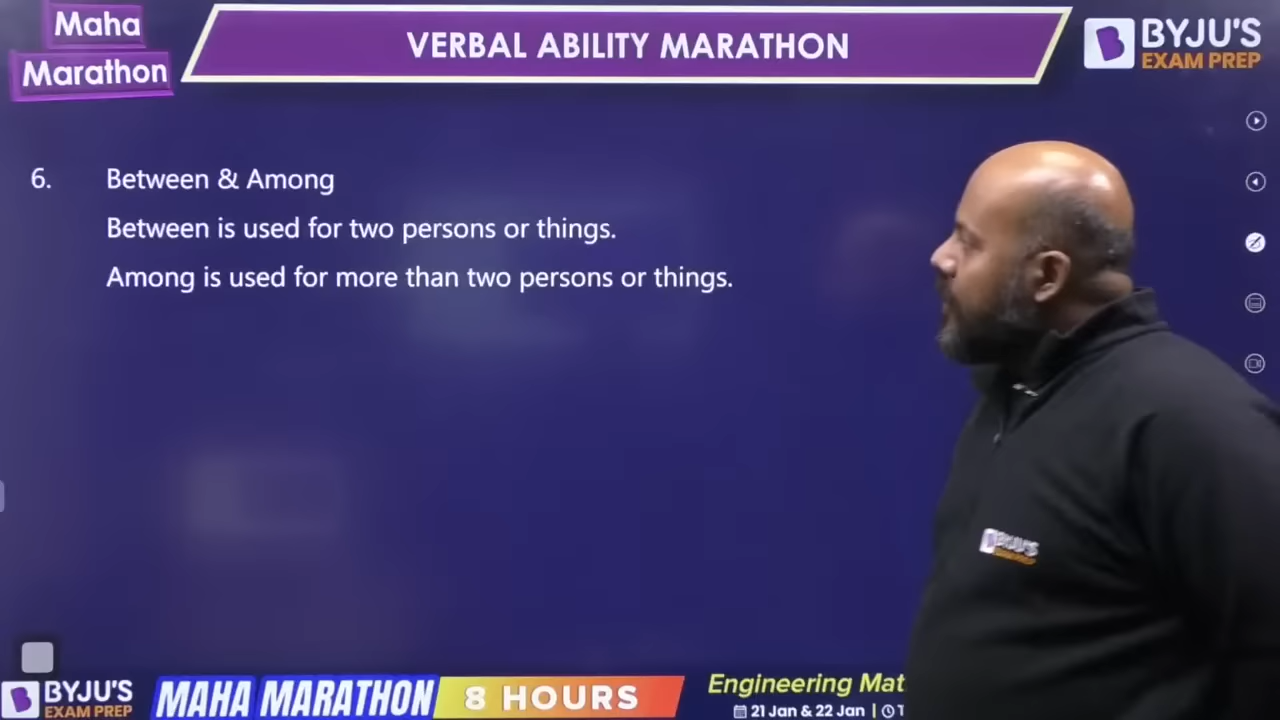 Maha
Marathon
VERBAL ABILITY MARATHON
BYJU'S
EXAM PREP
6. Between & Among
Between is used for two persons or things.
Among is used for more than two persons or things.
BYJU'S
EXAM PREP
BYJU'S
EXAM PREP
MAHA MARATHON
8 HOURS
Engineering Mat
21 Jan & 22 Jan |